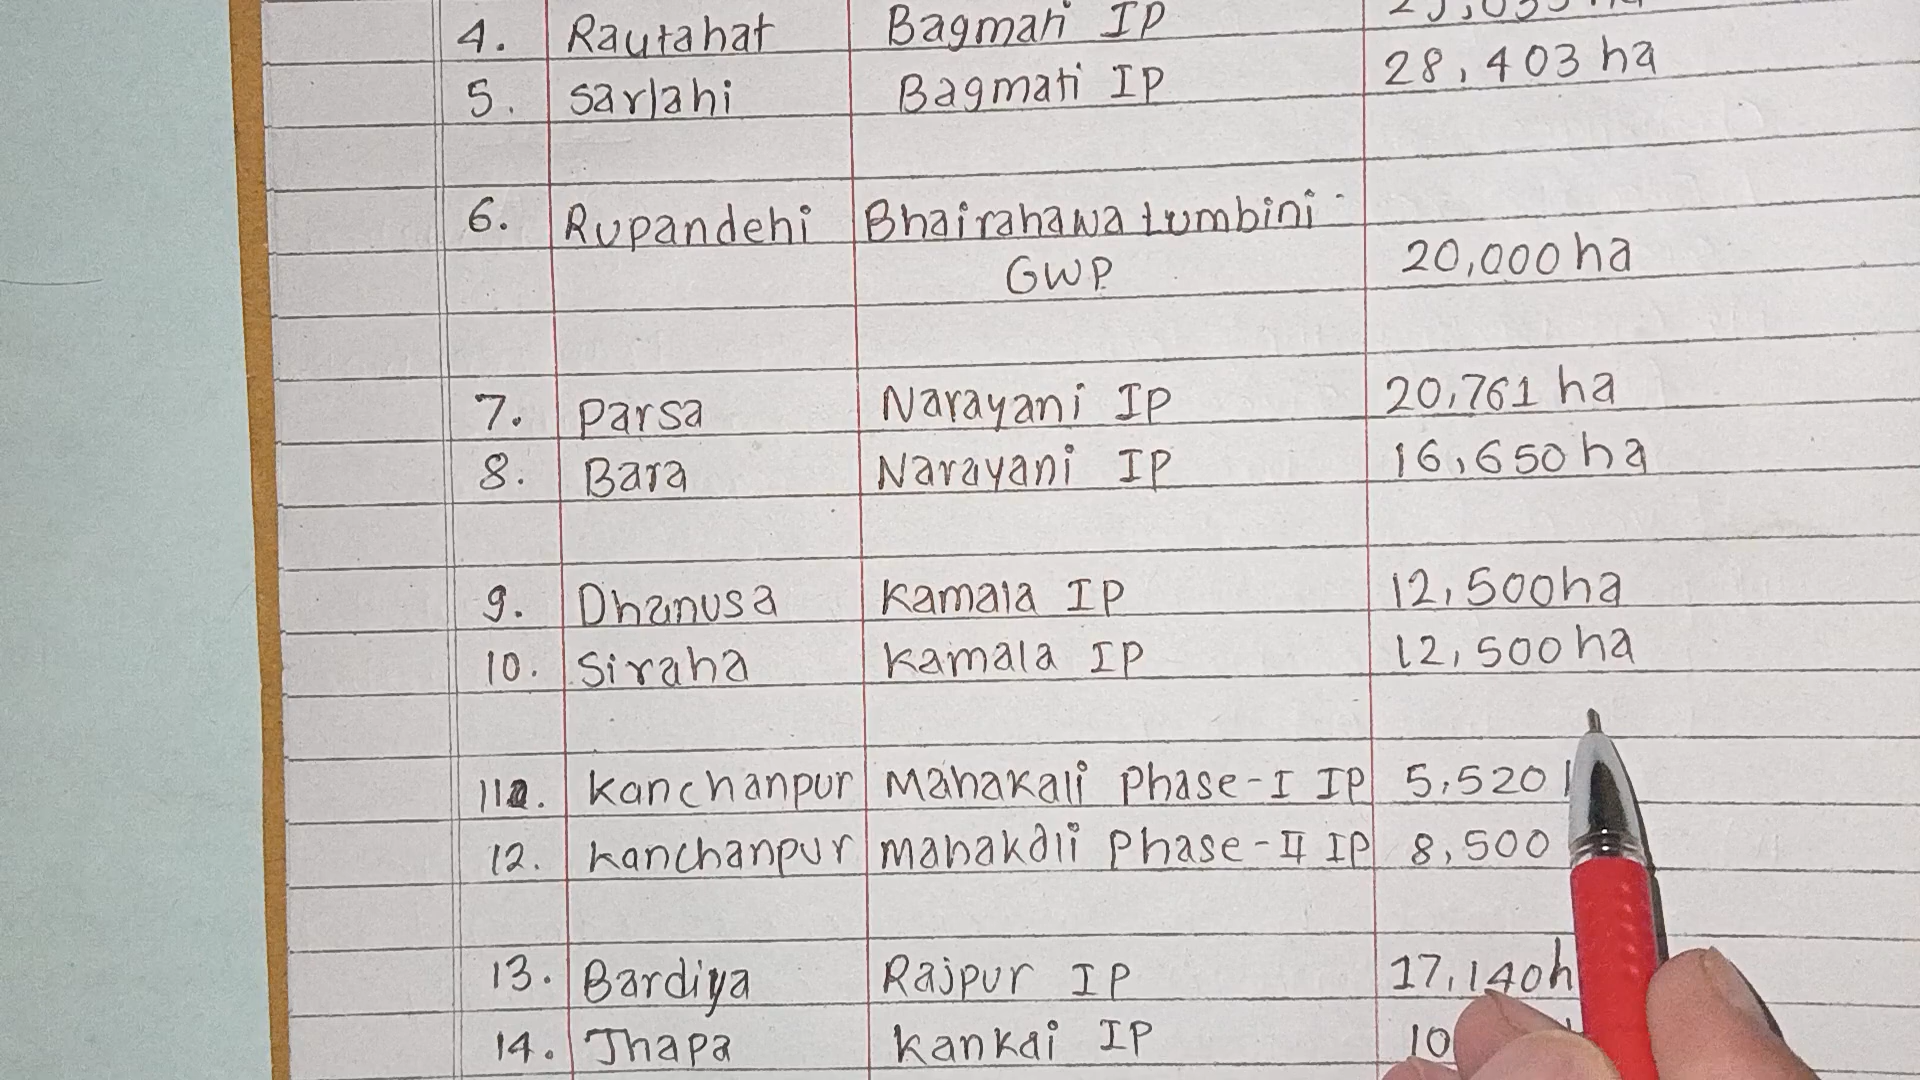 4. Rautahat Bagmati IP
5. Sarlahi Bagmati IP 28,403 ha
6. Rupandehi Bhairahawa Lumbini
GWP 20,000 ha
7. Parsa Narayani IP 20,761 ha
8. Bara Narayani IP 16,650 ha
9. Dhanusa Kamala IP 12,500 ha
10. Siraha Kamala IP 12,500 ha
11. Kanchanpur Mahakali Phase-I IP 5,520
12. Kanchanpur Mahakali Phase-II IP 8,500
13. Bardiya Rajpur IP 17,140 h
14. Jhapa Kankai IP 10